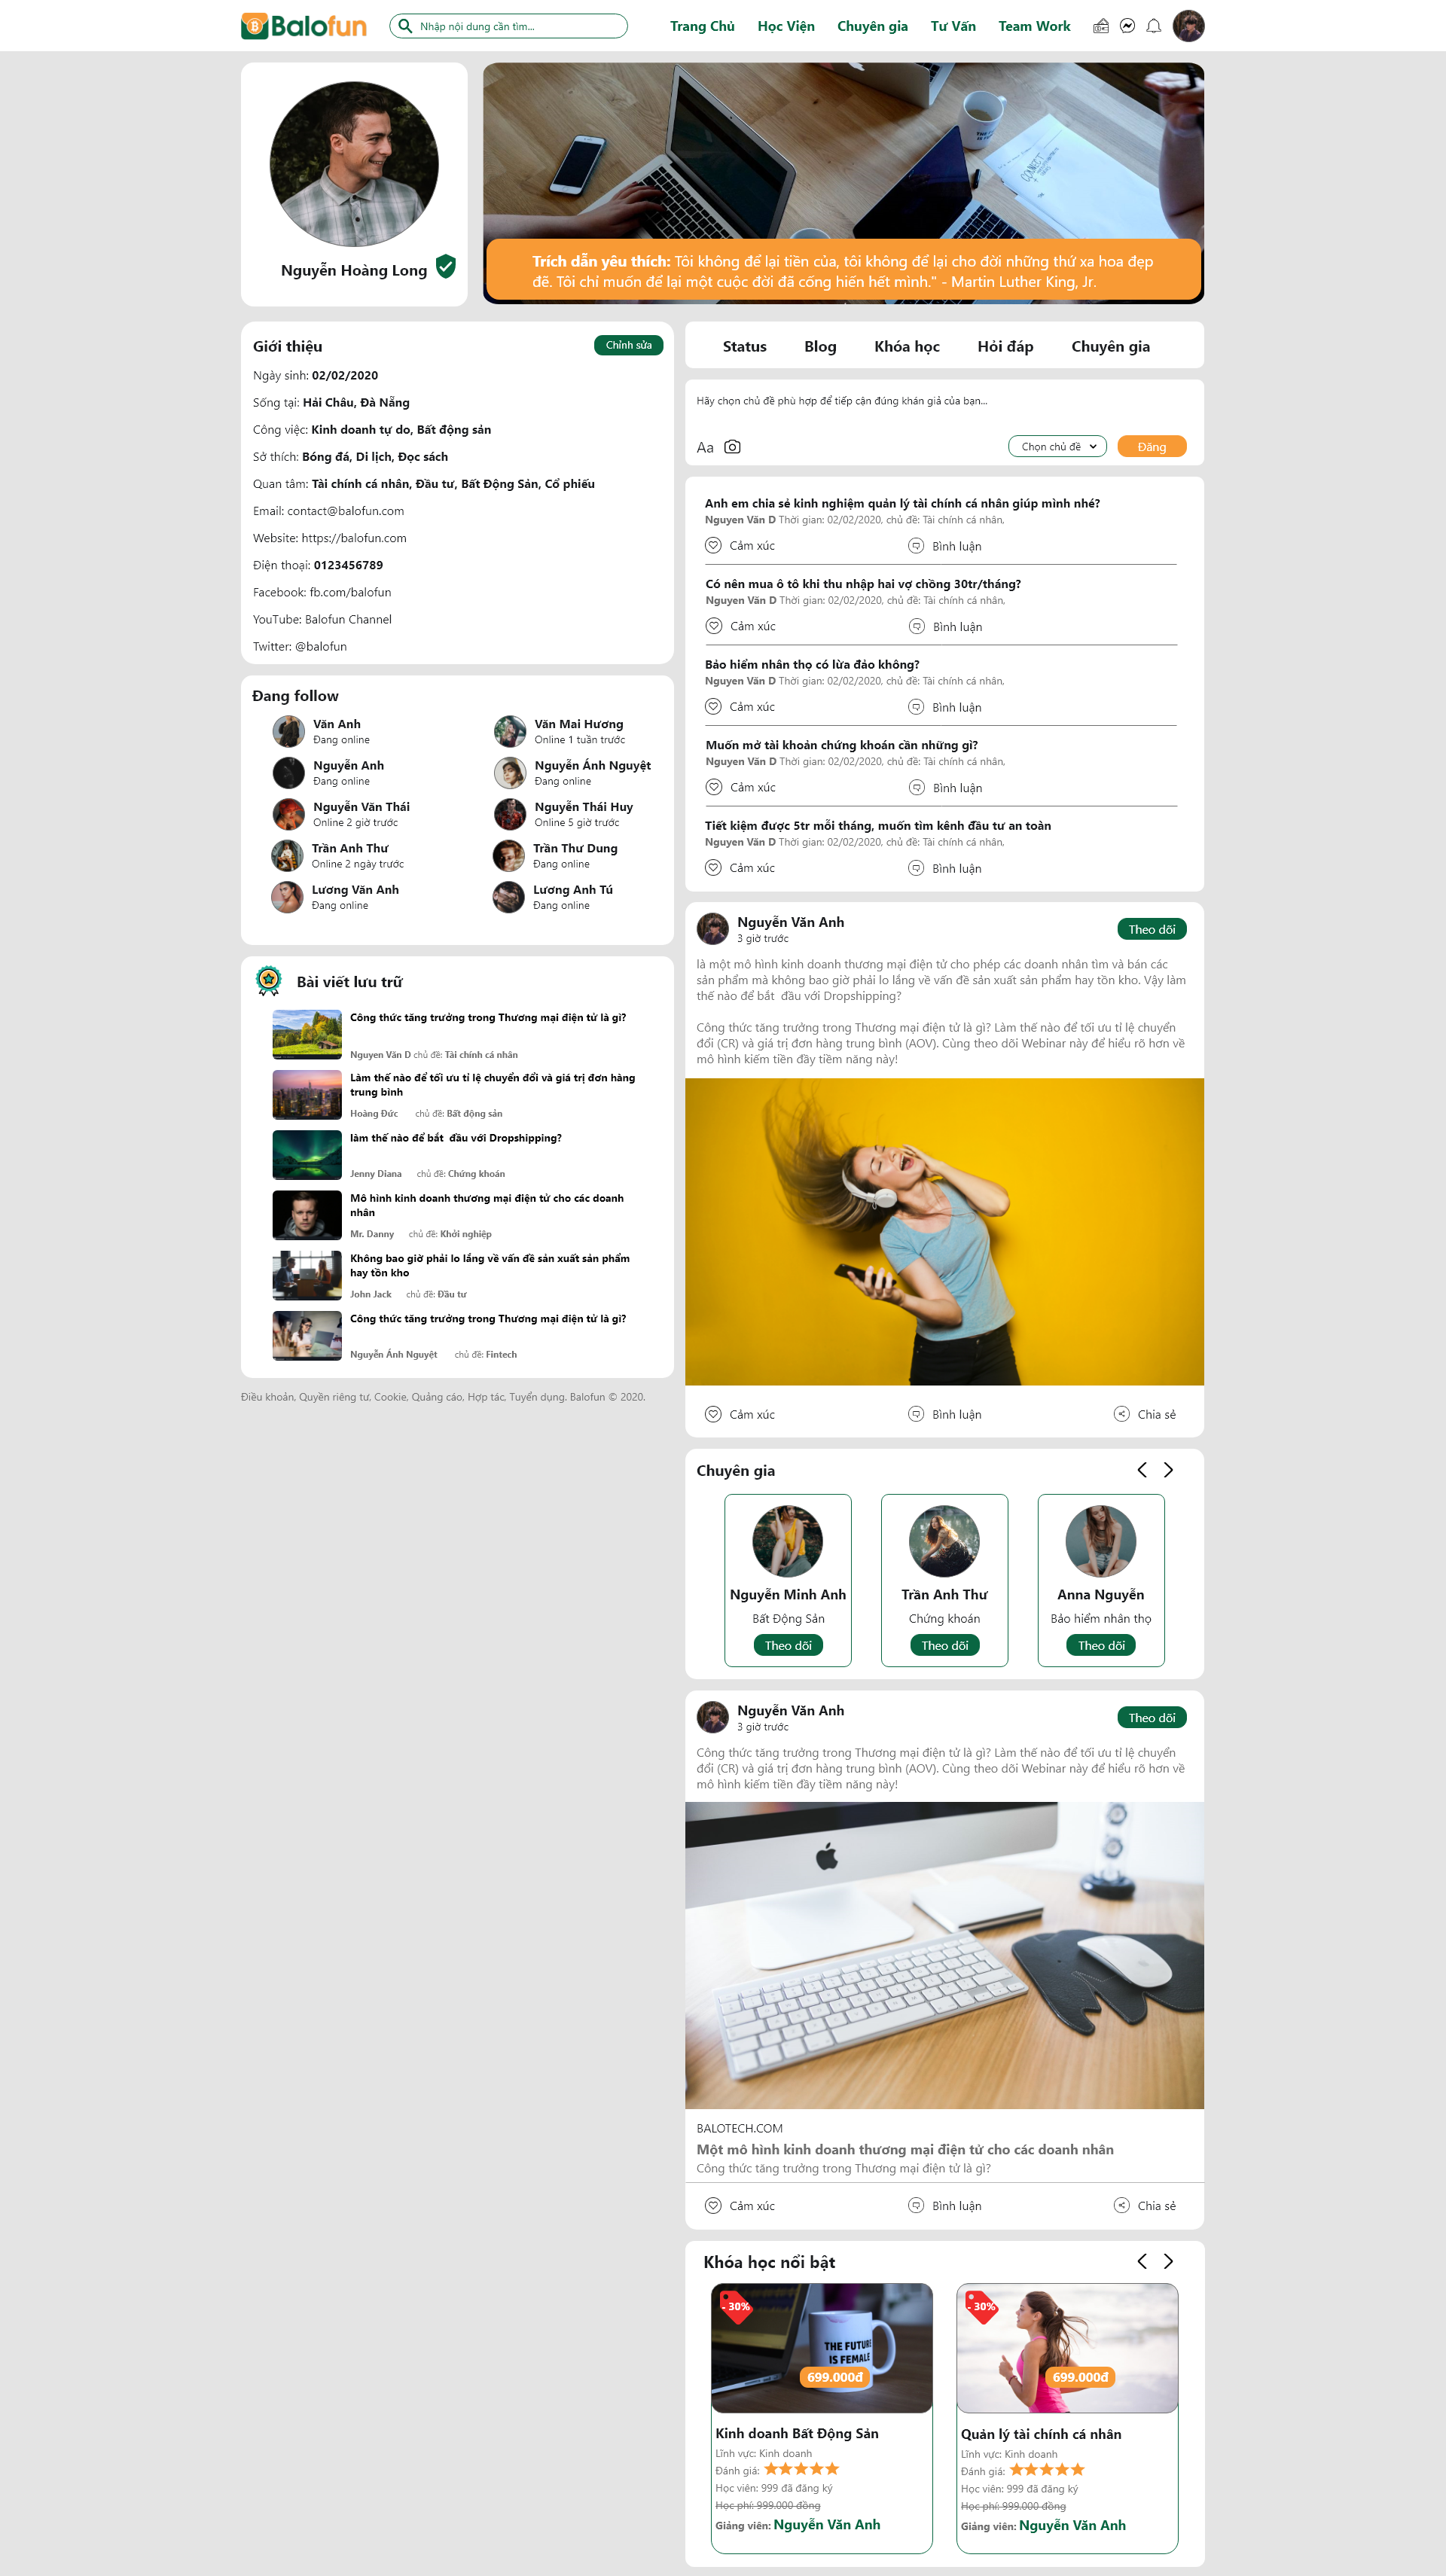 Balofun
Nhập nội dung cần tìm...
Trang Chủ
Học Viện
Chuyên gia
Tư Vấn
Team Work
Nguyễn Hoàng Long
Trích dẫn yêu thích: Tôi không để lại tiền của, tôi không để lại cho đời những thứ xa hoa đẹp
đẽ. Tôi chỉ muốn để lại một cuộc đời đã cống hiến hết mình." - Martin Luther King, Jr.
Giới thiệu
Chỉnh sửa
Ngày sinh: 02/02/2020
Sống tại: Hải Châu, Đà Nẵng
Công việc: Kinh doanh tự do, Bất động sản
Sở thích: Bóng đá, Di lịch, Đọc sách
Quan tâm: Tài chính cá nhân, Đầu tư, Bất Động Sản, Cổ phiếu
Email: contact@balofun.com
Website: https://balofun.com
Điện thoại: 0123456789
Facebook: fb.com/balofun
YouTube: Balofun Channel
Twitter: @balofun
Đang follow
Văn Anh
Đang online
Văn Mai Hương
Online 1 tuần trước
Nguyễn Anh
Đang online
Nguyễn Ánh Nguyệt
Đang online
Nguyễn Văn Thái
Online 2 giờ trước
Nguyễn Thái Huy
Online 5 giờ trước
Trần Anh Thư
Online 2 ngày trước
Trần Thư Dung
Đang online
Lương Văn Anh
Đang online
Lương Anh Tú
Đang online
Bài viết lưu trữ
Công thức tăng trưởng trong Thương mại điện tử là gì?
Nguyen Văn D chủ đề: Tài chính cá nhân
Làm thế nào để tối ưu tỉ lệ chuyển đổi và giá trị đơn hàng
trung bình
Hoàng Đức chủ đề: Bất động sản
làm thế nào để bắt  đầu với Dropshipping?
Jenny Diana chủ đề: Chứng khoán
Mô hình kinh doanh thương mại điện tử cho các doanh
nhân
Mr. Danny chủ đề: Khởi nghiệp
Không bao giờ phải lo lắng về vấn đề sản xuất sản phẩm
hay tồn kho
John Jack chủ đề: Đầu tư
Công thức tăng trưởng trong Thương mại điện tử là gì?
Nguyễn Ánh Nguyệt chủ đề: Fintech
Điều khoản, Quyền riêng tư, Cookie, Quảng cáo, Hợp tác, Tuyển dụng. Balofun © 2020.
Status
Blog
Khóa học
Hỏi đáp
Chuyên gia
Hãy chọn chủ đề phù hợp để tiếp cận đúng khán giả của bạn...
Aa
Chọn chủ đề
Đăng
Anh em chia sẻ kinh nghiệm quản lý tài chính cá nhân giúp mình nhé?
Nguyen Văn D Thời gian: 02/02/2020, chủ đề: Tài chính cá nhân,
Cảm xúc
Bình luận
Có nên mua ô tô khi thu nhập hai vợ chồng 30tr/tháng?
Nguyen Văn D Thời gian: 02/02/2020, chủ đề: Tài chính cá nhân,
Cảm xúc
Bình luận
Bảo hiểm nhân thọ có lừa đảo không?
Nguyen Văn D Thời gian: 02/02/2020, chủ đề: Tài chính cá nhân,
Cảm xúc
Bình luận
Muốn mở tài khoản chứng khoán cần những gì?
Nguyen Văn D Thời gian: 02/02/2020, chủ đề: Tài chính cá nhân,
Cảm xúc
Bình luận
Tiết kiệm được 5tr mỗi tháng, muốn tìm kênh đầu tư an toàn
Nguyen Văn D Thời gian: 02/02/2020, chủ đề: Tài chính cá nhân,
Cảm xúc
Bình luận
Nguyễn Văn Anh
3 giờ trước
Theo dõi
là một mô hình kinh doanh thương mại điện tử cho phép các doanh nhân tìm và bán các
sản phẩm mà không bao giờ phải lo lắng về vấn đề sản xuất sản phẩm hay tồn kho. Vậy làm
thế nào để bắt  đầu với Dropshipping?
Công thức tăng trưởng trong Thương mại điện tử là gì? Làm thế nào để tối ưu tỉ lệ chuyển
đổi (CR) và giá trị đơn hàng trung bình (AOV). Cùng theo dõi Webinar này để hiểu rõ hơn về
mô hình kiếm tiền đầy tiềm năng này!
Cảm xúc
Bình luận
Chia sẻ
Chuyên gia
Nguyễn Minh Anh
Bất Động Sản
Theo dõi
Trần Anh Thư
Chứng khoán
Theo dõi
Anna Nguyễn
Bảo hiểm nhân thọ
Theo dõi
Nguyễn Văn Anh
3 giờ trước
Theo dõi
Công thức tăng trưởng trong Thương mại điện tử là gì? Làm thế nào để tối ưu tỉ lệ chuyển
đổi (CR) và giá trị đơn hàng trung bình (AOV). Cùng theo dõi Webinar này để hiểu rõ hơn về
mô hình kiếm tiền đầy tiềm năng này!
BALOTECH.COM
Một mô hình kinh doanh thương mại điện tử cho các doanh nhân
Công thức tăng trưởng trong Thương mại điện tử là gì?
Cảm xúc
Bình luận
Chia sẻ
Khóa học nổi bật
- 30%
THE FUTURE
IS FEMALE
699.000đ
Kinh doanh Bất Động Sản
Lĩnh vực: Kinh doanh
Đánh giá:
Học viên: 999 đã đăng ký
Học phí: 999.000 đồng
Giảng viên: Nguyễn Văn Anh
- 30%
699.000đ
Quản lý tài chính cá nhân
Lĩnh vực: Kinh doanh
Đánh giá:
Học viên: 999 đã đăng ký
Học phí: 999.000 đồng
Giảng viên: Nguyễn Văn Anh